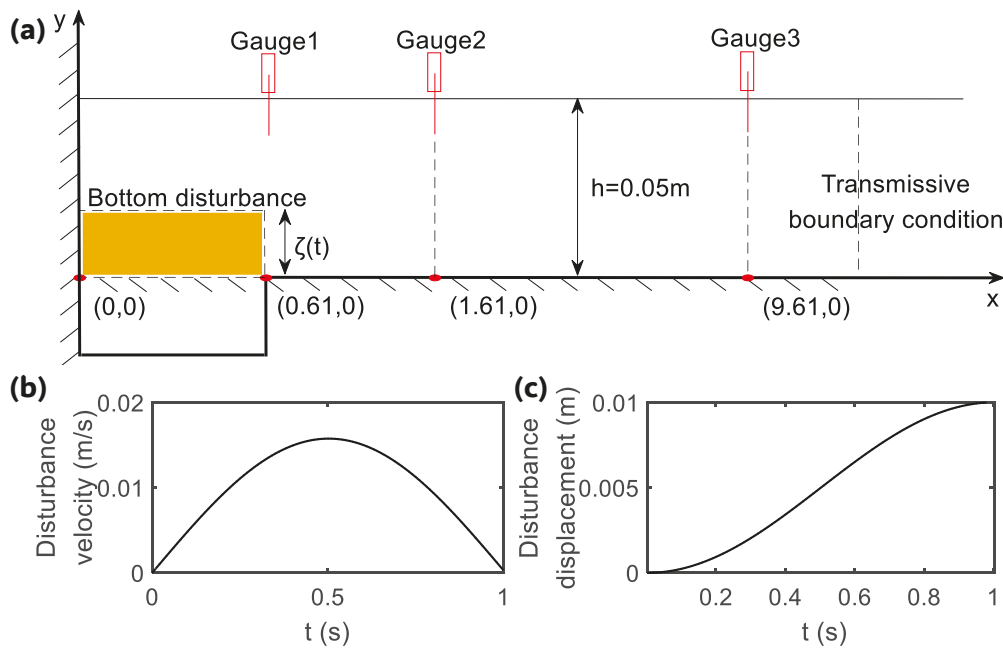 (a)
y
Gauge1
Gauge2
Gauge3
h=0.05m
Bottom disturbance
ζ(t)
Transmissive
boundary condition
(0,0)
(0.61,0)
(1.61,0)
(9.61,0)
x
(b)
Disturbance
velocity (m/s)
0.02
0.01
0
0
0.5
1
t (s)
(c)
Disturbance
displacement (m)
0.01
0.005
0
0.2
0.4
0.6
0.8
1
t (s)